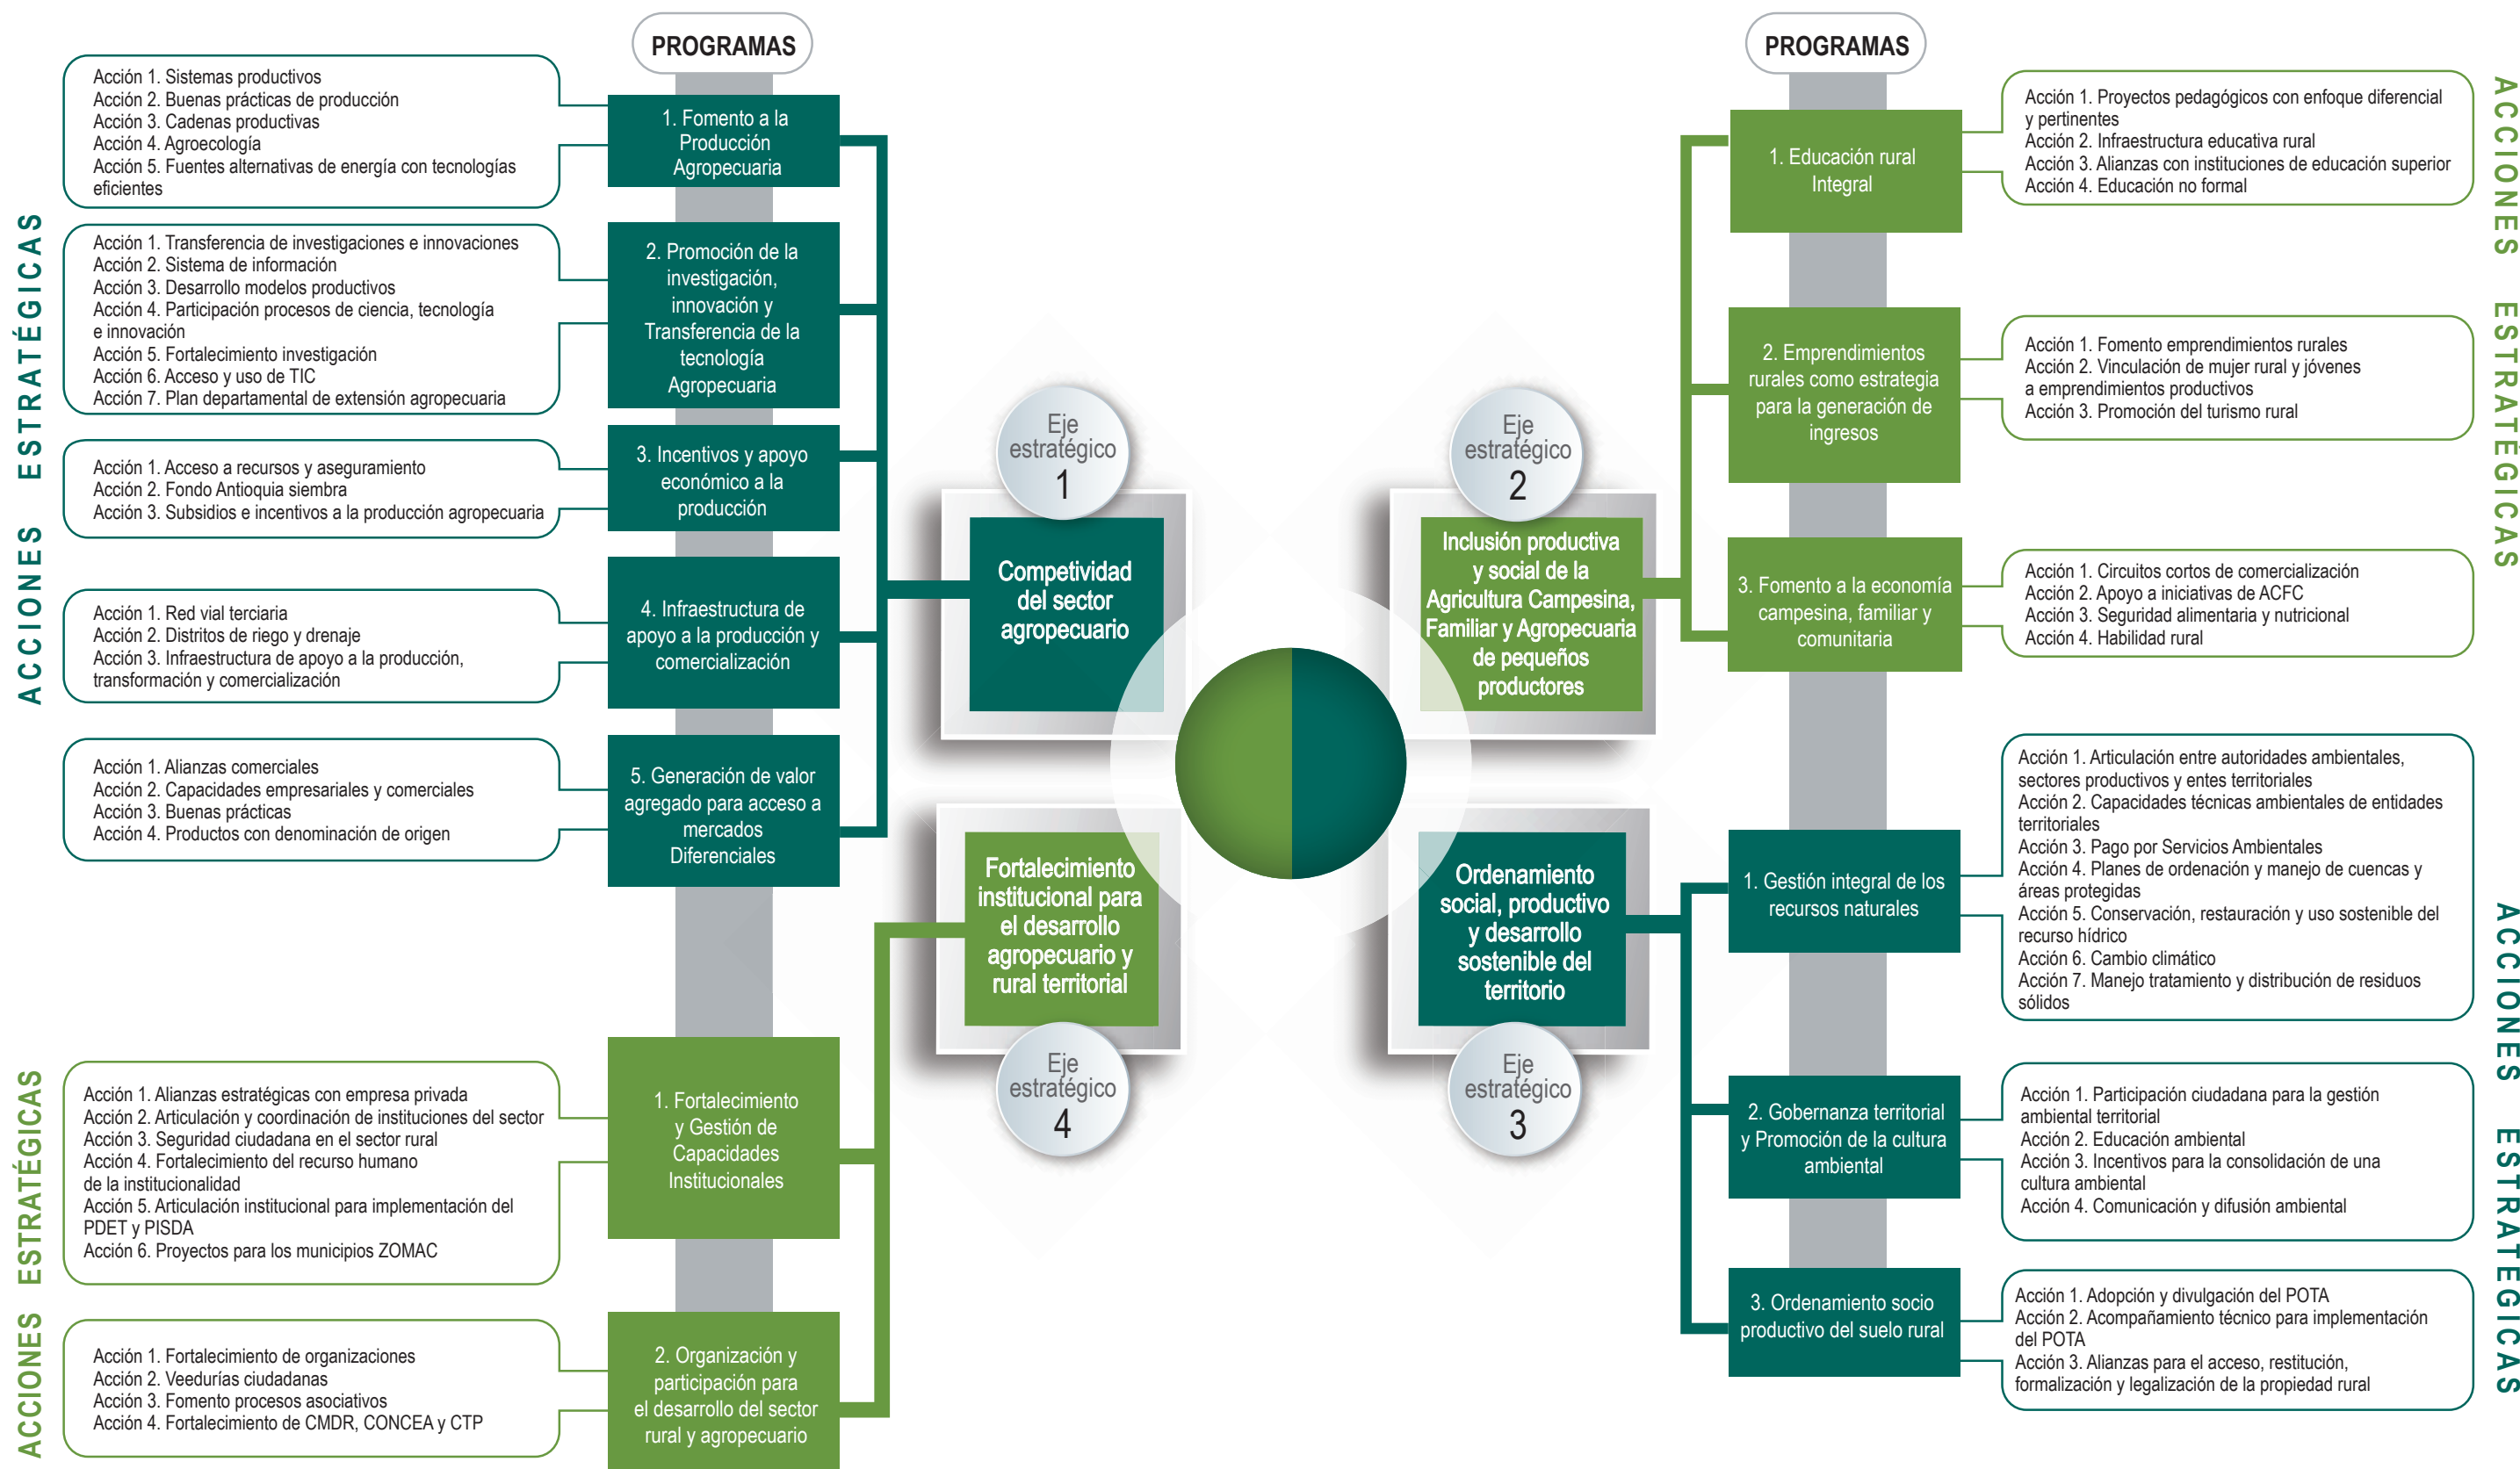 PROGRAMAS
ACCIONES ESTRATÉGICAS
Acción 1. Sistemas productivos
Acción 2. Buenas prácticas de producción
Acción 3. Cadenas productivas
Acción 4. Agroecología
Acción 5. Fuentes alternativas de energía con tecnologías
eficientes
1. Fomento a la
Producción
Agropecuaria
Acción 1. Transferencia de investigaciones e innovaciones
Acción 2. Sistema de información
Acción 3. Desarrollo modelos productivos
Acción 4. Participación procesos de ciencia, tecnología
e innovación
Acción 5. Fortalecimiento investigación
Acción 6. Acceso y uso de TIC
Acción 7. Plan departamental de extensión agropecuaria
2. Promoción de la
investigación,
innovación y
Transferencia de la
tecnología
Agropecuaria
Acción 1. Acceso a recursos y aseguramiento
Acción 2. Fondo Antioquia siembra
Acción 3. Subsidios e incentivos a la producción agropecuaria
3. Incentivos y apoyo
económico a la
producción
Acción 1. Red vial terciaria
Acción 2. Distritos de riego y drenaje
Acción 3. Infraestructura de apoyo a la producción,
transformación y comercialización
4. Infraestructura de
apoyo a la producción y
comercialización
Acción 1. Alianzas comerciales
Acción 2. Capacidades empresariales y comerciales
Acción 3. Buenas prácticas
Acción 4. Productos con denominación de origen
5. Generación de valor
agregado para acceso a
mercados
Diferenciales
Eje
estratégico
1
Competividad
del sector
agropecuario
Eje
estratégico
2
Inclusión productiva
y social de la
Agricultura Campesina,
Familiar y Agropecuaria
de pequeños
productores
PROGRAMAS
ACCIONES ESTRATÉGICAS
1. Educación rural
Integral
Acción 1. Proyectos pedagógicos con enfoque diferencial
y pertinentes
Acción 2. Infraestructura educativa rural
Acción 3. Alianzas con instituciones de educación superior
Acción 4. Educación no formal
2. Emprendimientos
rurales como estrategia
para la generación de
ingresos
Acción 1. Fomento emprendimientos rurales
Acción 2. Vinculación de mujer rural y jóvenes
a emprendimientos productivos
Acción 3. Promoción del turismo rural
3. Fomento a la economía
campesina, familiar y
comunitaria
Acción 1. Circuitos cortos de comercialización
Acción 2. Apoyo a iniciativas de ACFC
Acción 3. Seguridad alimentaria y nutricional
Acción 4. Habilidad rural
Ordenamiento
social, productivo
y desarrollo
sostenible del
territorio
Eje
estratégico
3
ACCIONES ESTRATEGICAS
1. Gestión integral de los
recursos naturales
Acción 1. Articulación entre autoridades ambientales,
sectores productivos y entes territoriales
Acción 2. Capacidades técnicas ambientales de entidades
territoriales
Acción 3. Pago por Servicios Ambientales
Acción 4. Planes de ordenación y manejo de cuencas y
áreas protegidas
Acción 5. Conservación, restauración y uso sostenible del
recurso hídrico
Acción 6. Cambio climático
Acción 7. Manejo tratamiento y distribución de residuos
sólidos
2. Gobernanza territorial
y Promoción de la cultura
ambiental
Acción 1. Participación ciudadana para la gestión
ambiental territorial
Acción 2. Educación ambiental
Acción 3. Incentivos para la consolidación de una
cultura ambiental
Acción 4. Comunicación y difusión ambiental
3. Ordenamiento socio
productivo del suelo rural
Acción 1. Adopción y divulgación del POTA
Acción 2. Acompañamiento técnico para implementación
del POTA
Acción 3. Alianzas para el acceso, restitución,
formalización y legalización de la propiedad rural
Fortalecimiento
institucional para
el desarrollo
agropecuario y
rural territorial
Eje
estratégico
4
ACCIONES ESTRATÉGICAS
Acción 1. Alianzas estratégicas con empresa privada
Acción 2. Articulación y coordinación de instituciones del sector
Acción 3. Seguridad ciudadana en el sector rural
Acción 4. Fortalecimiento del recurso humano
de la institucionalidad
Acción 5. Articulación institucional para implementación del
PDET y PISDA
Acción 6. Proyectos para los municipios ZOMAC
1. Fortalecimiento
y Gestión de
Capacidades
Institucionales
Acción 1. Fortalecimiento de organizaciones
Acción 2. Veedurías ciudadanas
Acción 3. Fomento procesos asociativos
Acción 4. Fortalecimiento de CMDR, CONCEA y CTP
2. Organización y
participación para
el desarrollo del sector
rural y agropecuario